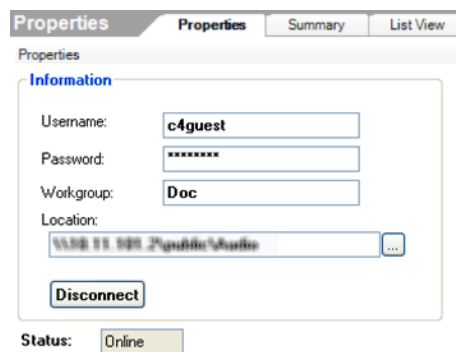 Properties Properties Summary List View
Properties
Information
Username: c4guest
Password: ********
Workgroup: Doc
Location:
...
Disconnect
Status: Online